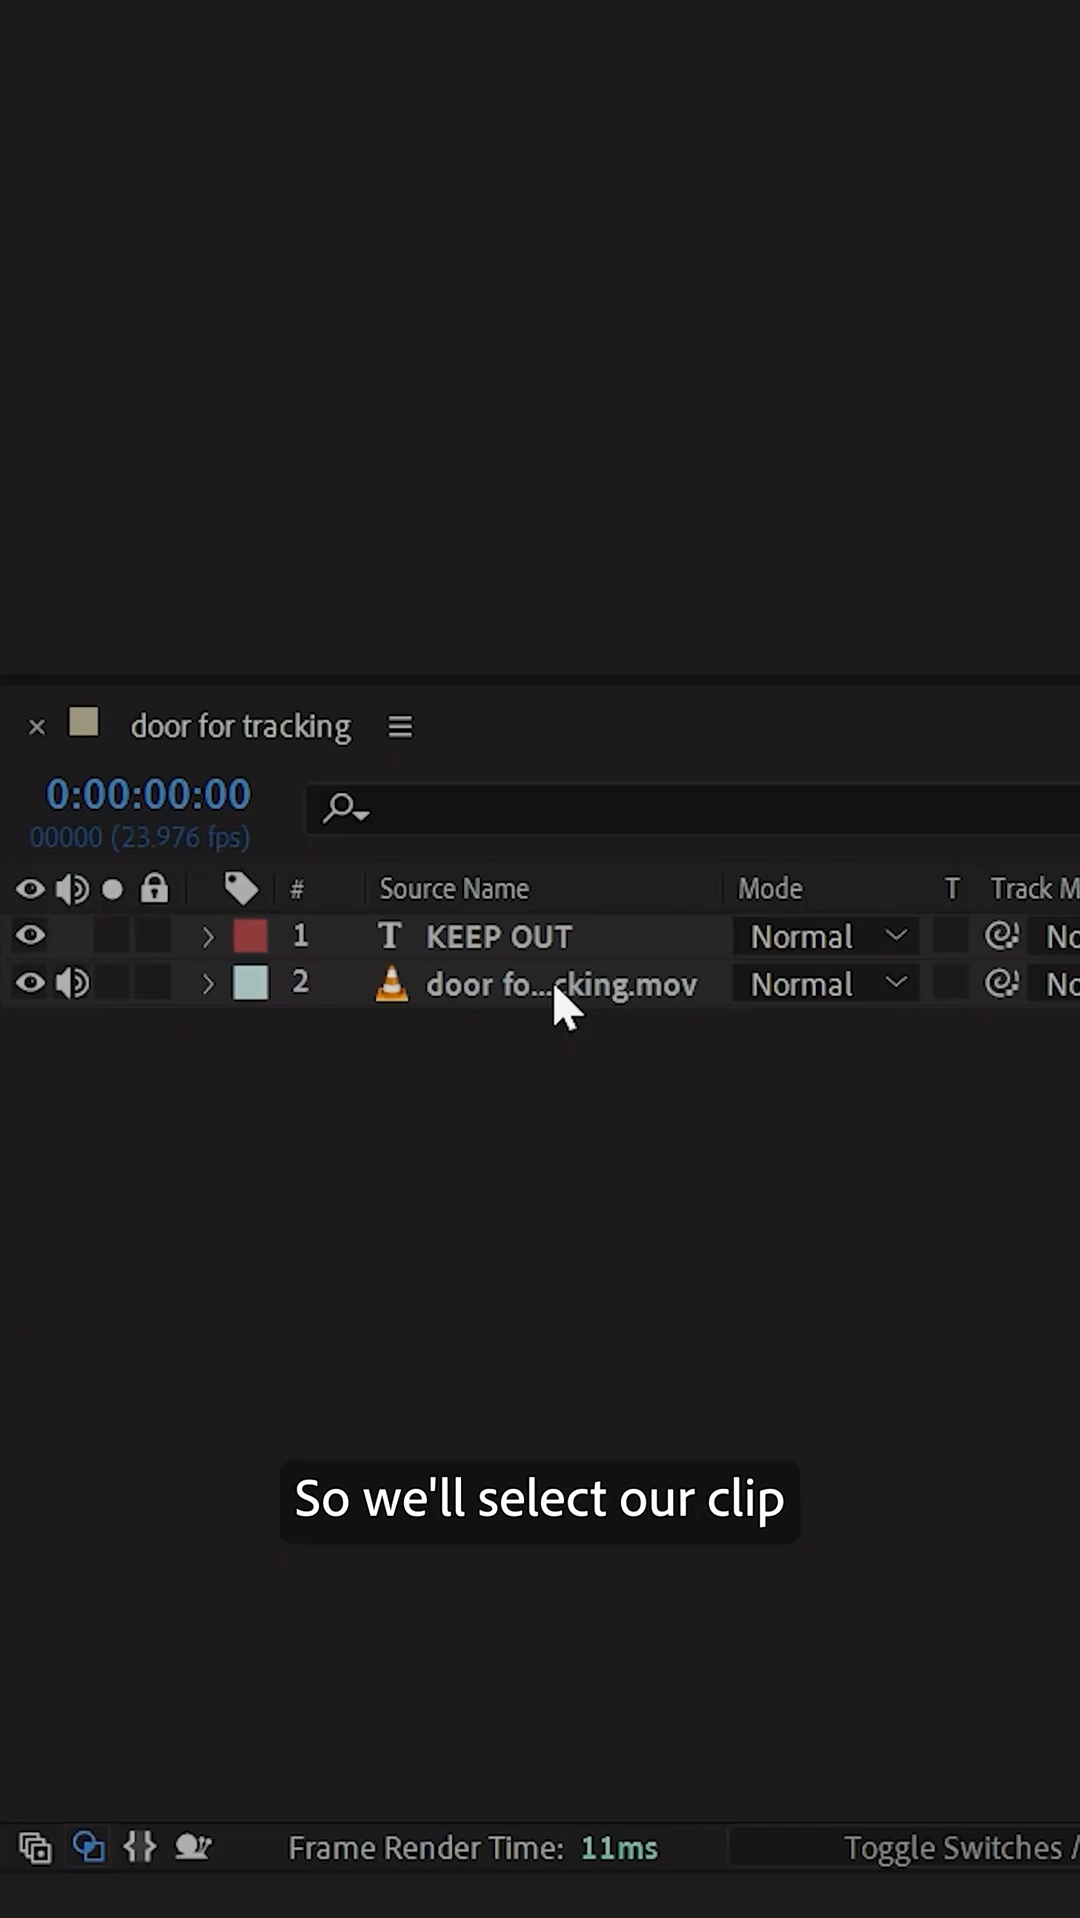 door for tracking
0:00:00:00
00000 (23.976 fps)
# Source Name Mode T Track M
1 T KEEP OUT Normal No
2 door fo...cking.mov Normal No
So we'll select our clip
Frame Render Time: 11ms Toggle Switches /